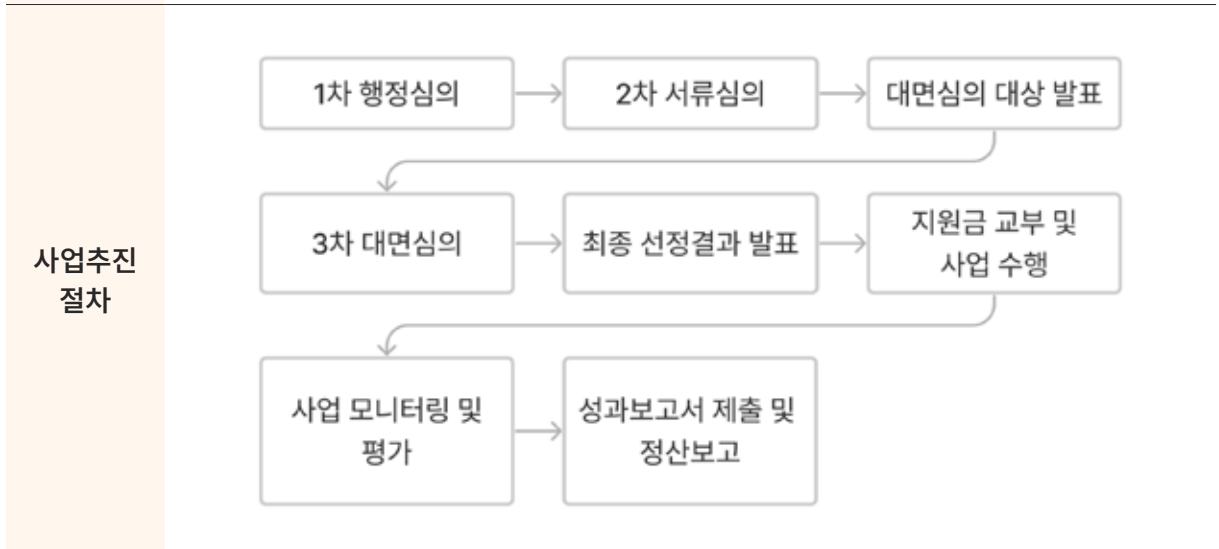 사업추진
절차
1차 행정심의
2차 서류심의
대면심의 대상 발표
3차 대면심의
최종 선정결과 발표
지원금 교부 및
사업 수행
사업 모니터링 및
평가
성과보고서 제출 및
정산보고